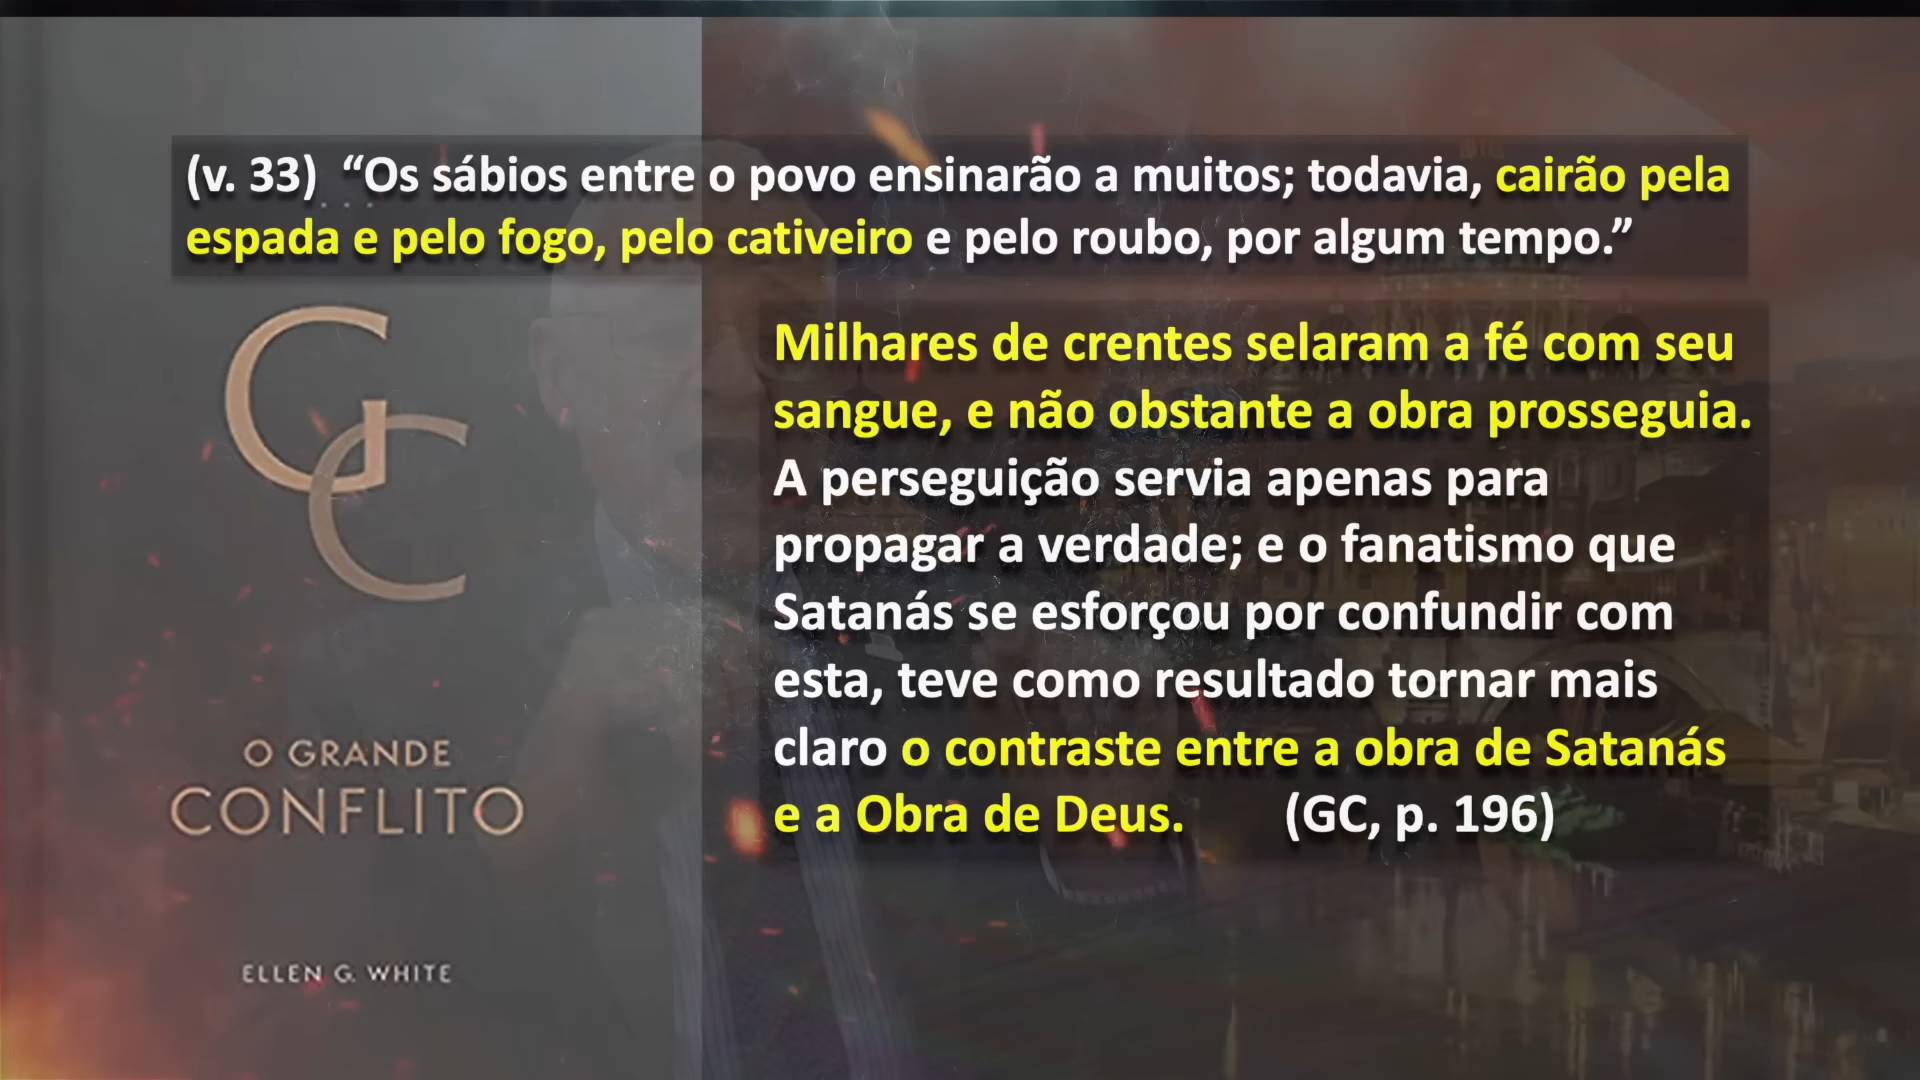 (v. 33) “Os sábios entre o povo ensinarão a muitos; todavia, cairão pela
espada e pelo fogo, pelo cativeiro e pelo roubo, por algum tempo.”
Milhares de crentes selaram a fé com seu
sangue, e não obstante a obra prosseguia.
A perseguição servia apenas para
propagar a verdade; e o fanatismo que
Satanás se esforçou por confundir com
esta, teve como resultado tornar mais
claro o contraste entre a obra de Satanás
e a Obra de Deus. (GC, p. 196)
GC
O GRANDE
CONFLITO
ELLEN G. WHITE